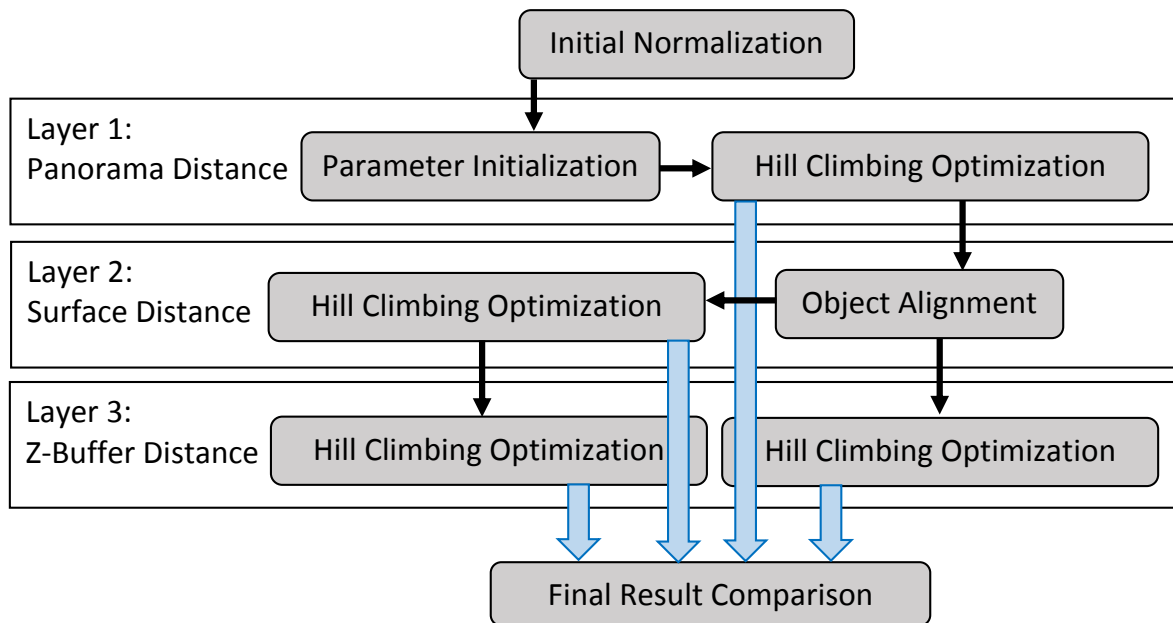 Initial Normalization
Layer 1:
Panorama Distance
Parameter Initialization
Hill Climbing Optimization
Layer 2:
Surface Distance
Hill Climbing Optimization
Object Alignment
Layer 3:
Z-Buffer Distance
Hill Climbing Optimization
Hill Climbing Optimization
Final Result Comparison